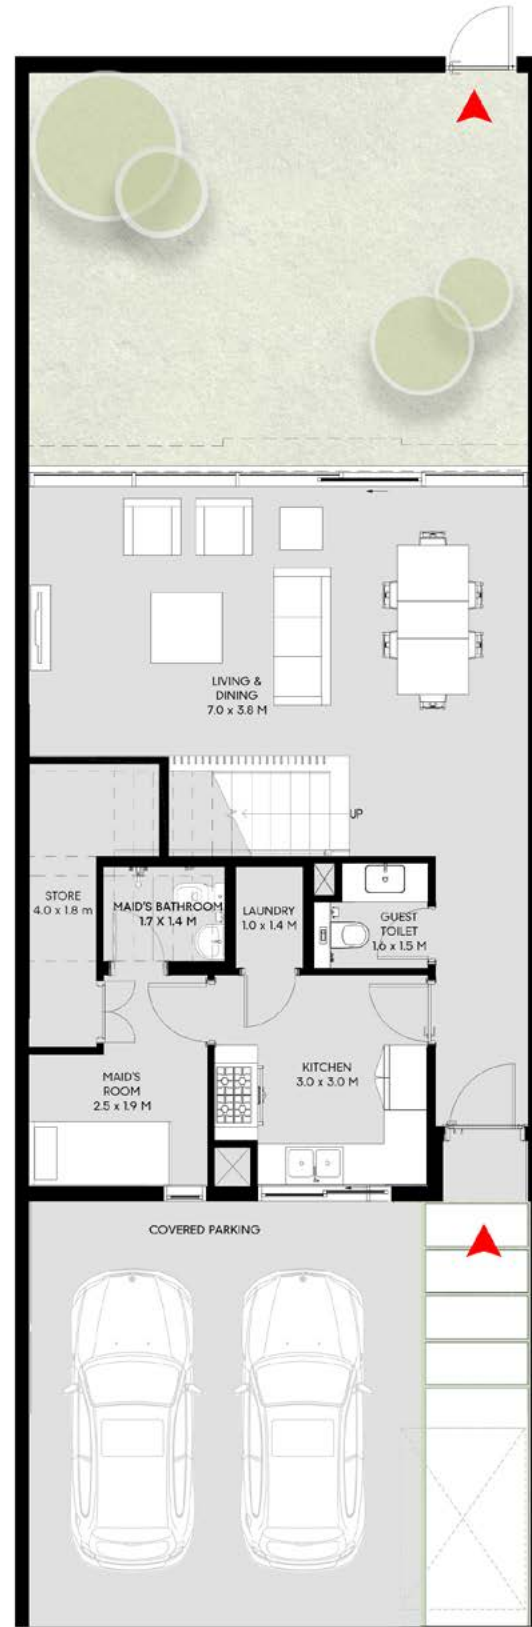 LIVING &
DINING
7.0 x 3.8 M
UP
STORE
4.0 x 1.8 m
MAID'S BATHROOM
1.7 X 1.4 M
LAUNDRY
1.0 x 1.4 M
GUEST
TOILET
1.6 x 1.5 M
MAID'S
ROOM
2.5 x 1.9 M
KITCHEN
3.0 x 3.0 M
COVERED PARKING